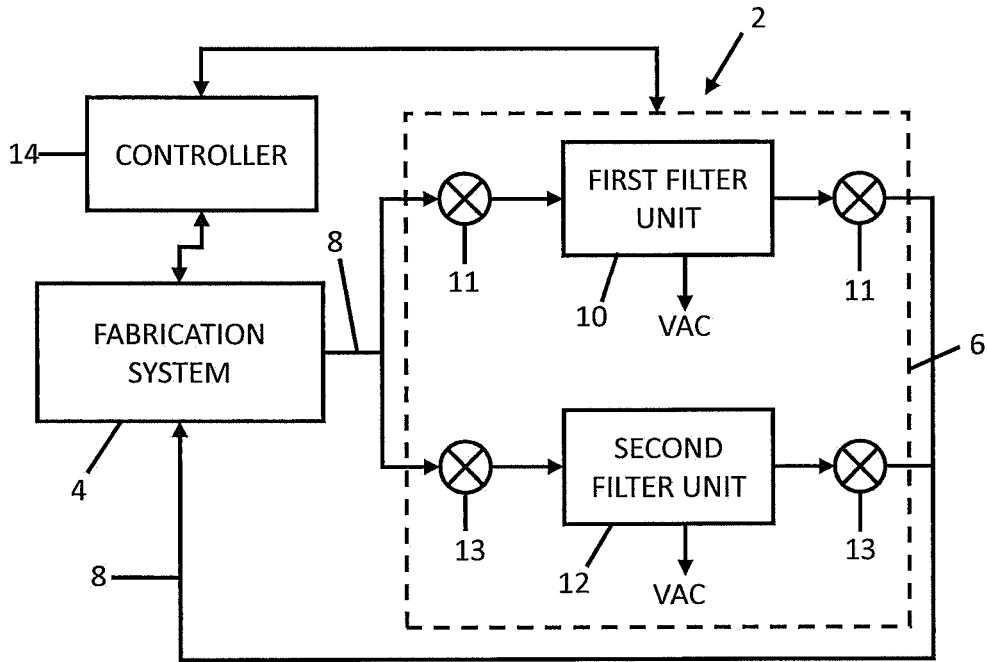 2
14
CONTROLLER
FIRST FILTER
UNIT
8
11
10
VAC
11
FABRICATION
SYSTEM
6
4
SECOND
FILTER UNIT
13
12
VAC
13
8